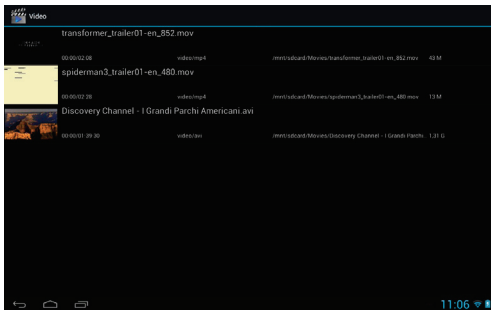 Video
transformer_trailer01-en_852.mov
00:00/02:08 video/mp4 /mnt/sdcard/Movies/transformer_trailer01-en_852.mov 43 M
spiderman3_trailer01-en_480.mov
00:00/02:28 video/mp4 /mnt/sdcard/Movies/spiderman3_trailer01-en_480.mov 13 M
Discovery Channel - I Grandi Parchi Americani.avi
00:00/01:39:30 video/avi /mnt/sdcard/Movies/Discovery Channel - I Grandi Parchi 1,31 G
11:06